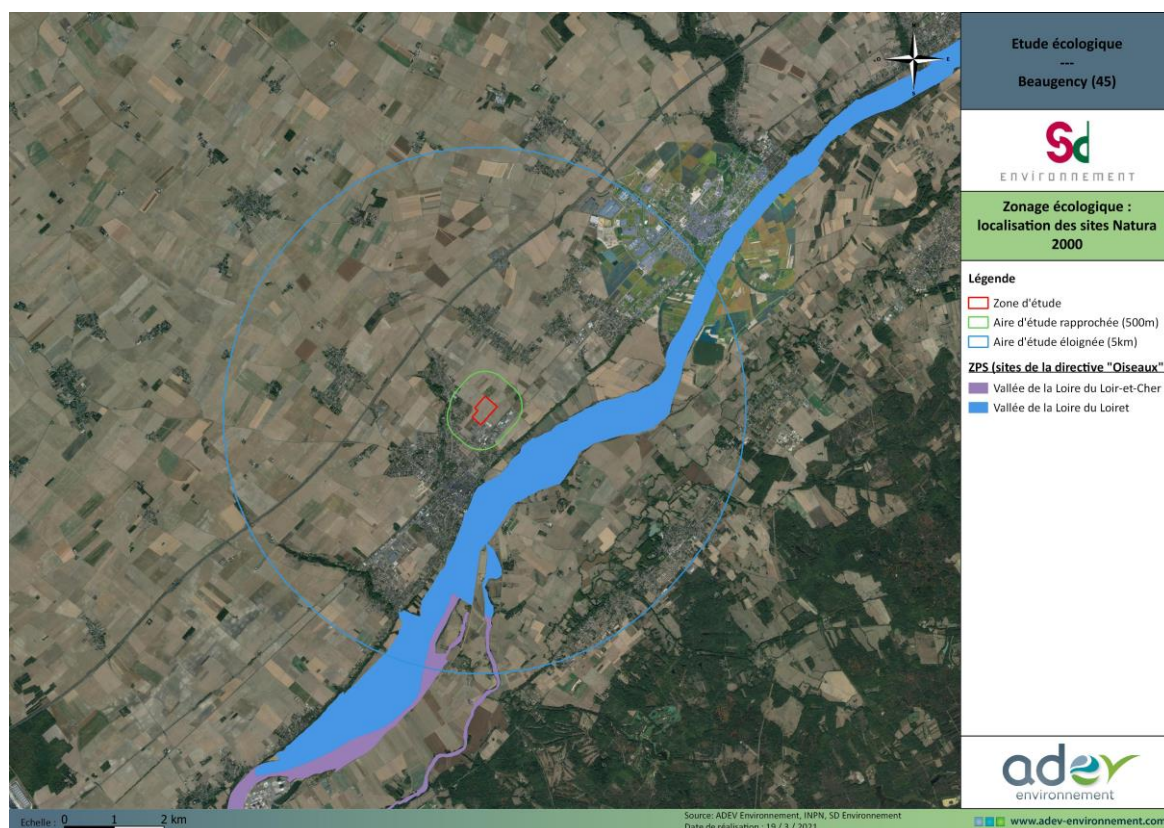 Etude écologique
---
Beaugency (45)
Sd
ENVIRONNEMENT
Zonage écologique :
localisation des sites Natura
2000
Légende
Zone d'étude
Aire d'étude rapprochée (500m)
Aire d'étude éloignée (5km)
ZPS (sites de la directive "Oiseaux"
Vallée de la Loire du Loir-et-Cher
Vallée de la Loire du Loiret
adev
environnement
Echelle : 0 1 2 km
Source: ADEV Environnement, INPN, SD Environnement
Date de réalisation : 19 / 3 / 2021
www.adev-environnement.com